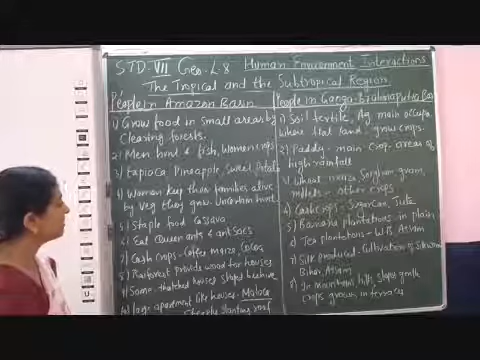 STD-VII Geo-L-8 Human Environment Interactions
The Tropical and the Subtropical Region
People in Amazon Basin
1) Grow food in small areas by
clearing forests.
2) Men hunt & fish, Women crops
3) Tapioca, Pineapple, Sweet Potato
4) Women keep their families alive
by veg they grow. Uncertain hunt
5) Staple food Cassava
6) Eat Queen ants & ant sacs
7) Cash crops - Coffee maize Cocoa
8) Rainforest provide wood for houses
9) Some - thatched houses shape beehive
10) large apartment like houses - Maloca
Steeply slanting roof
People in Ganga-Brahmaputra Basin
1) Soil fertile, Ag. main occupa.
where flat land grow crops.
2) Paddy - main crop areas of
high rainfall
3) Wheat maize, Sorghum, gram,
millets - other crops
4) Cash crops - Sugarcane, Jute
5) Banana plantations in plain
6) Tea plantations - W.B, Assam
7) Silk produced - Cultivation of Silkworm
Bihar, Assam
8) In mountains hills, slope gentle
crops grown in terraces